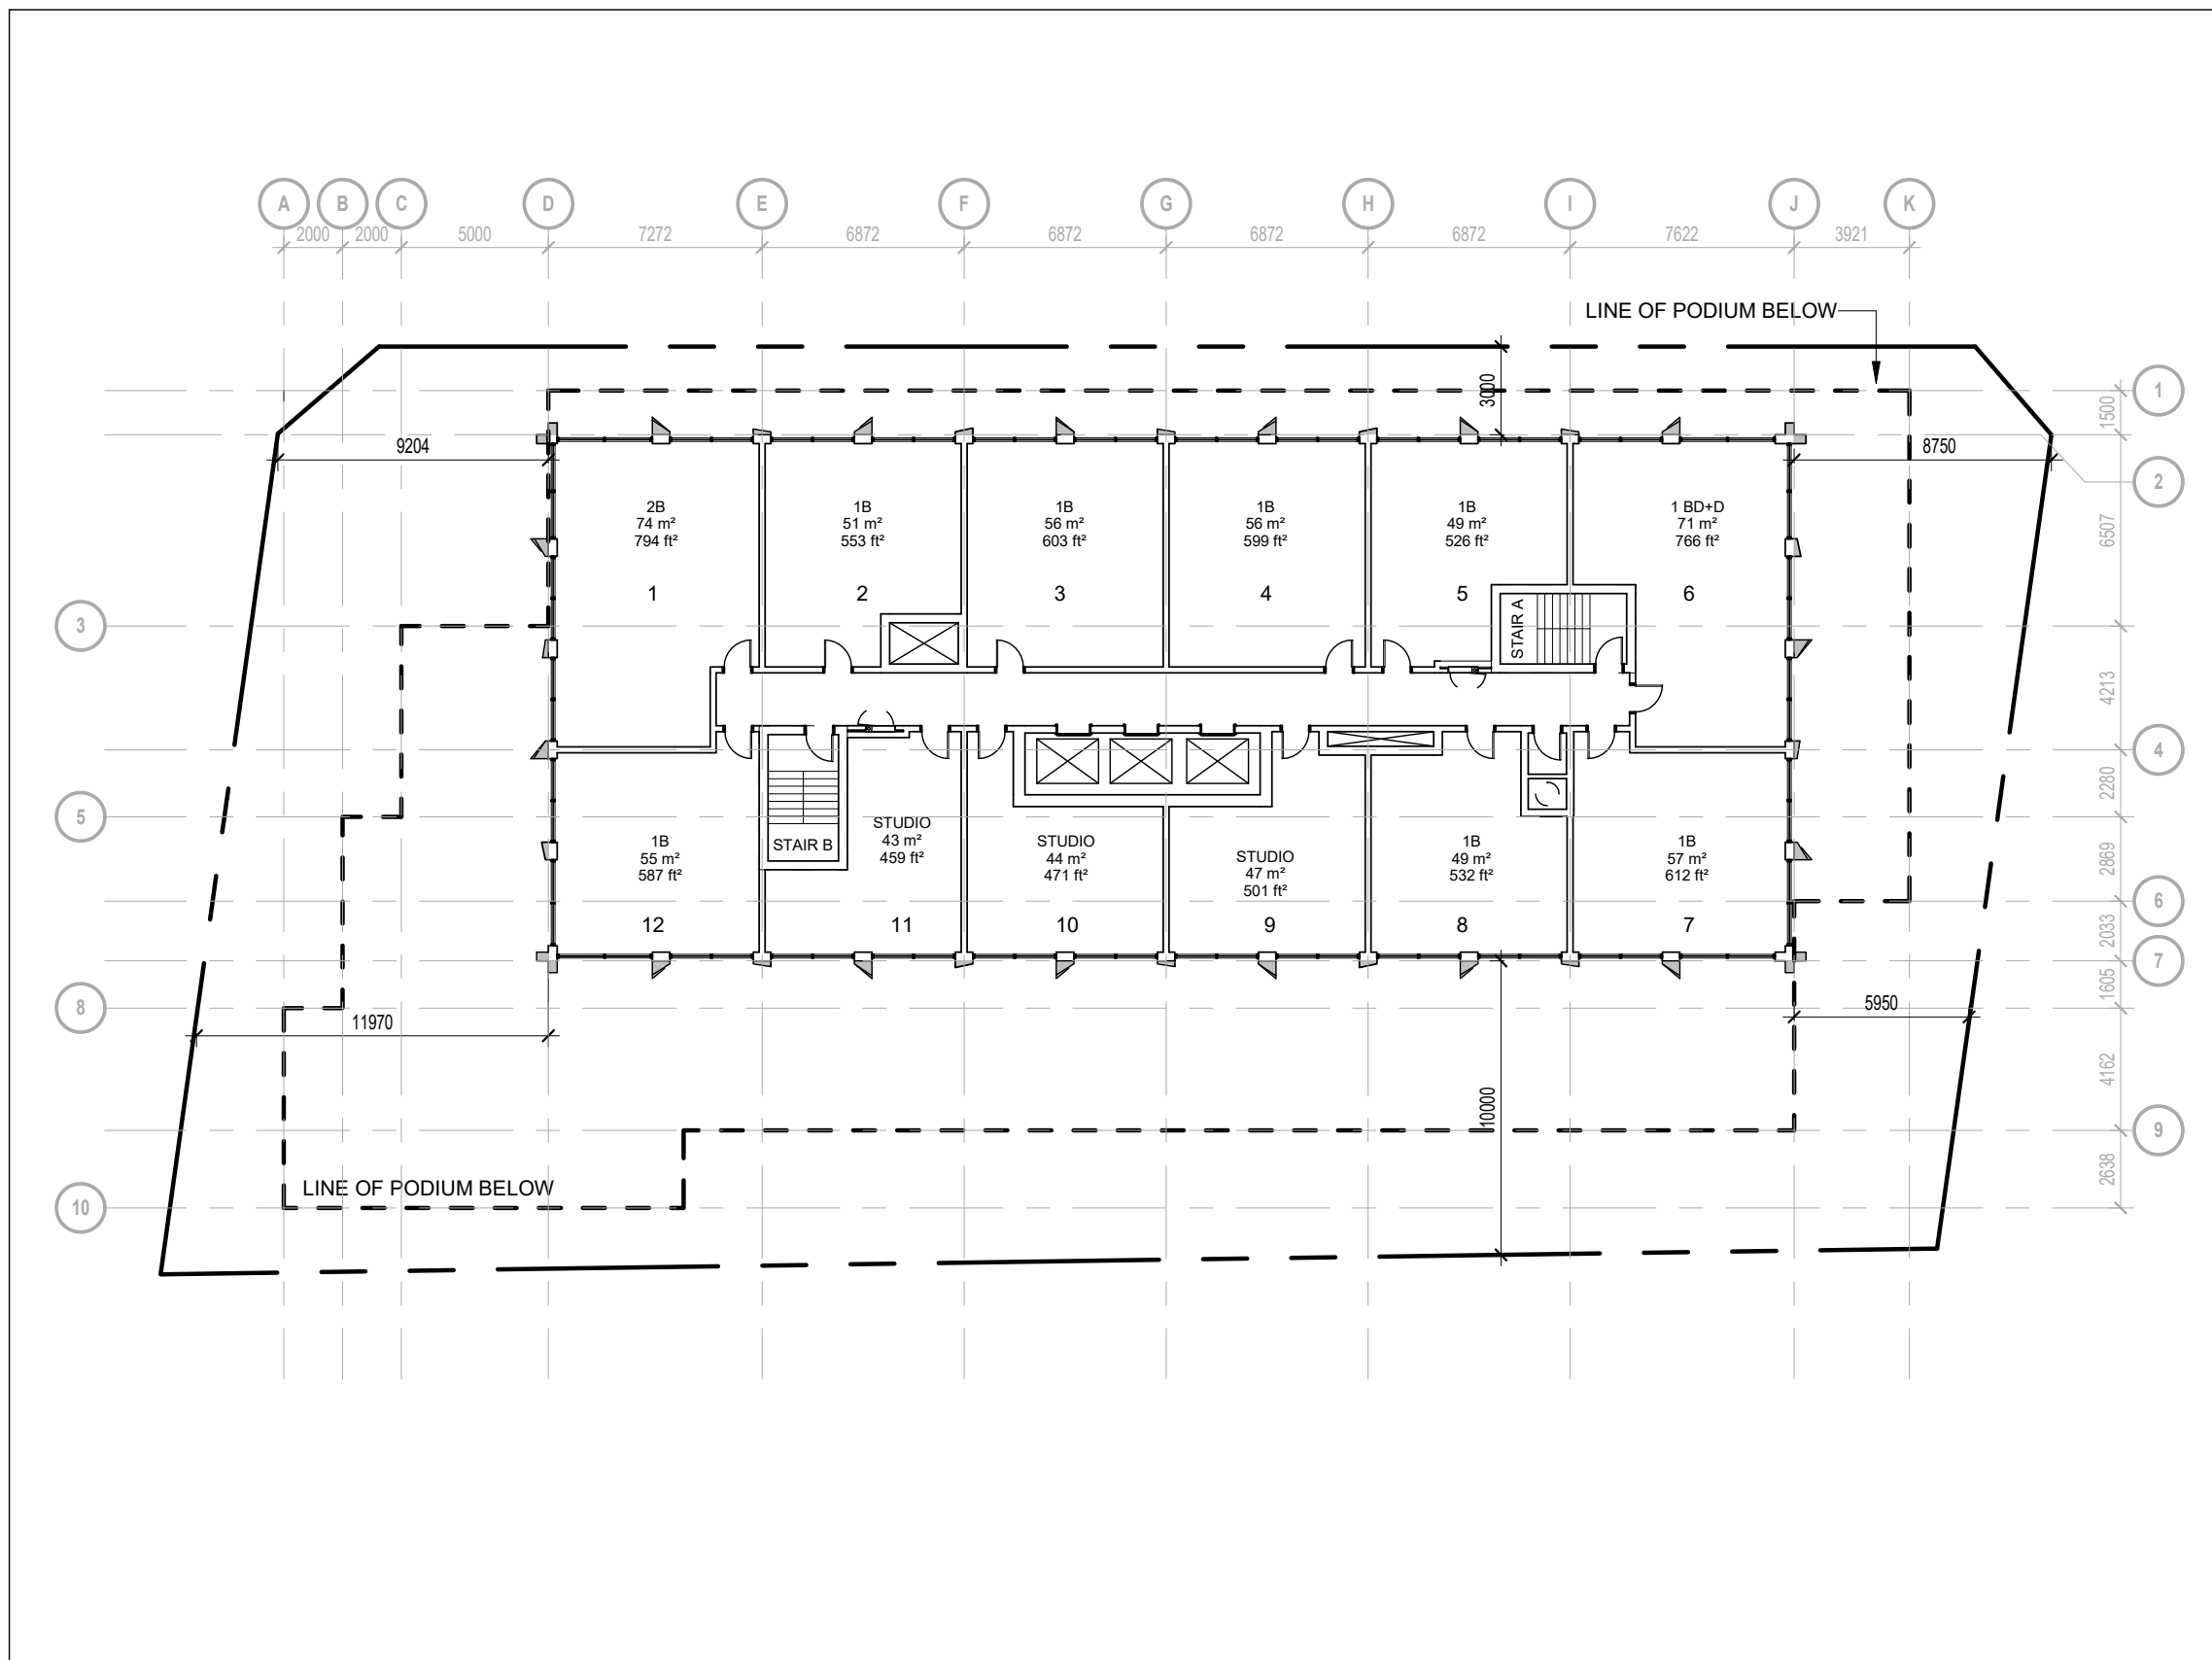 A B C D E F G H I J K
2000 2000 5000 7272 6872 6872 6872 6872 7622 3921
LINE OF PODIUM BELOW
3000
1
1500
9204
8750
2
6507
2B
74 m²
794 ft²
1
1B
51 m²
553 ft²
2
1B
56 m²
603 ft²
3
1B
56 m²
599 ft²
4
1B
49 m²
526 ft²
5
1 BD+D
71 m²
766 ft²
6
STAIR A
3
4213
4
2280
5
STAIR B
1B
55 m²
587 ft²
12
STUDIO
43 m²
459 ft²
11
STUDIO
44 m²
471 ft²
10
STUDIO
47 m²
501 ft²
9
1B
49 m²
532 ft²
8
1B
57 m²
612 ft²
7
2869
6
2033
7
1605
8
11970
5950
4162
10000
9
2638
LINE OF PODIUM BELOW
10